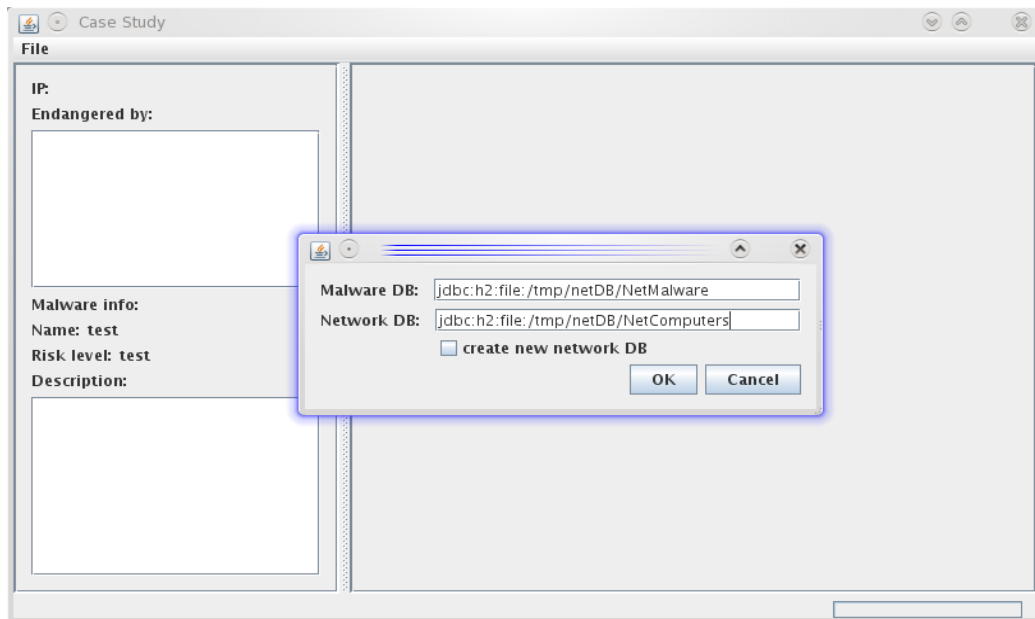 Case Study
File
IP:
Endangered by:
Malware DB: jdbc:h2:file:/tmp/netDB/NetMalware
Network DB: jdbc:h2:file:/tmp/netDB/NetComputers
create new network DB
OK Cancel
Malware info:
Name: test
Risk level: test
Description: